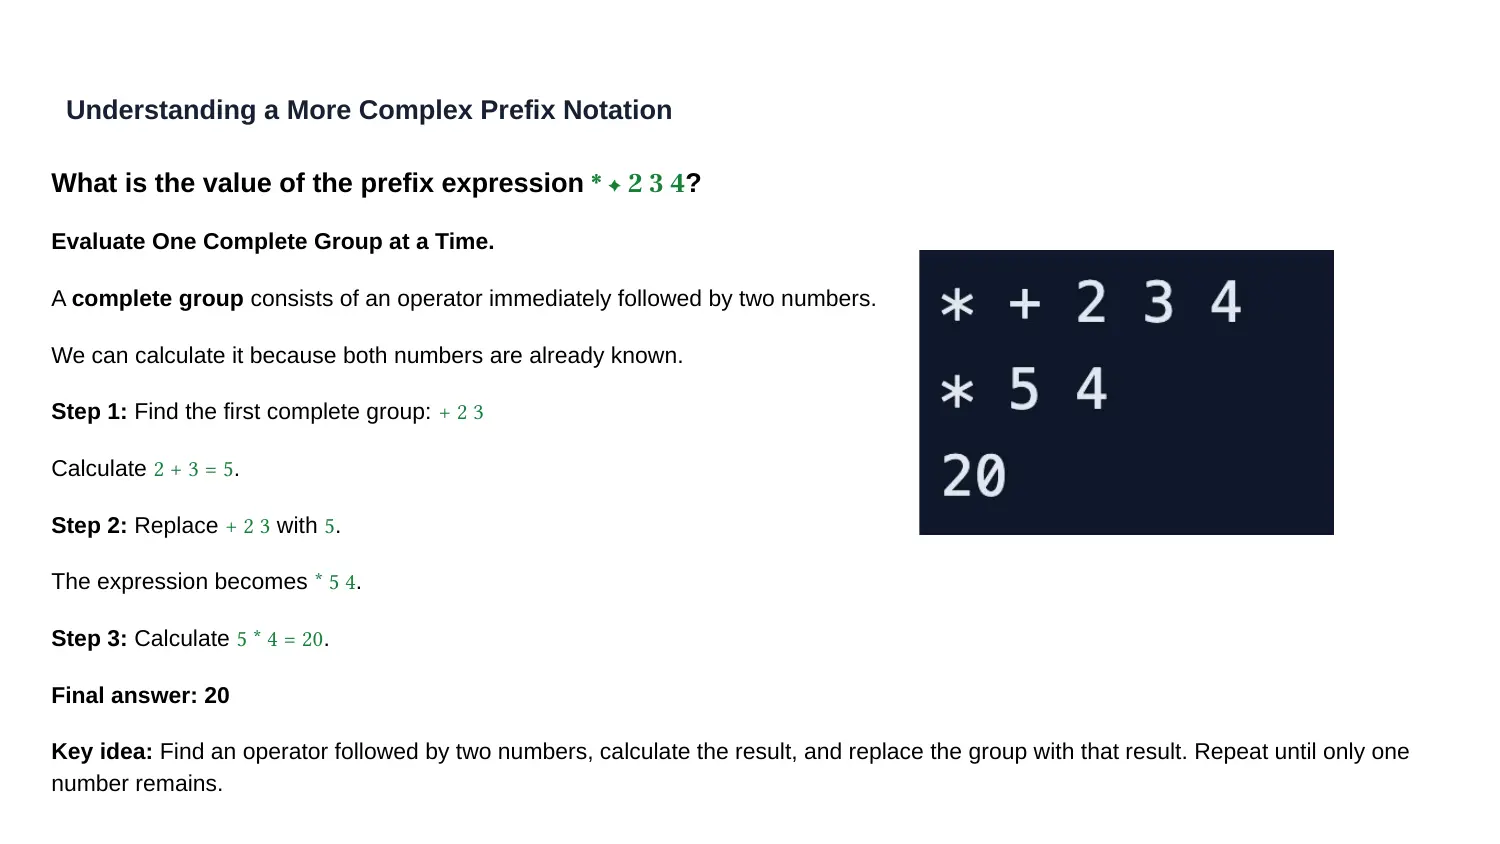 Understanding a More Complex Prefix Notation
What is the value of the prefix expression * + 2 3 4?
Evaluate One Complete Group at a Time.
A complete group consists of an operator immediately followed by two numbers.
We can calculate it because both numbers are already known.
Step 1: Find the first complete group: + 2 3
Calculate 2 + 3 = 5.
Step 2: Replace + 2 3 with 5.
The expression becomes * 5 4.
Step 3: Calculate 5 * 4 = 20.
Final answer: 20
Key idea: Find an operator followed by two numbers, calculate the result, and replace the group with that result. Repeat until only one
number remains.
* + 2 3 4
* 5 4
20